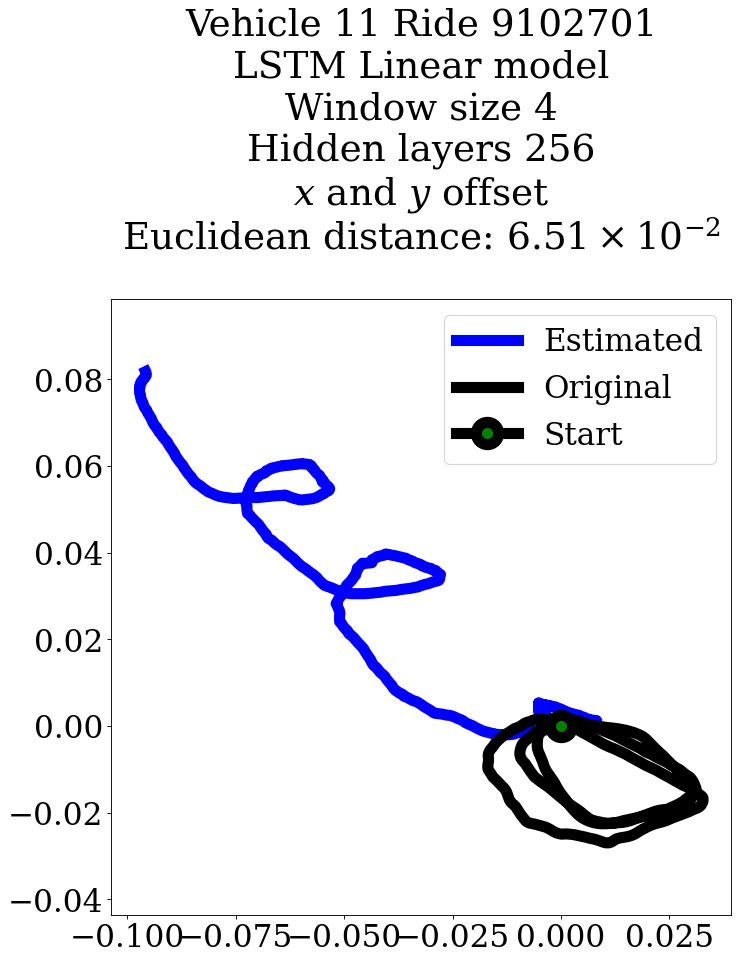 Vehicle 11 Ride 9102701
LSTM Linear model
Window size 4
Hidden layers 256
x and y offset
Euclidean distance: 6.51 × 10⁻²
Estimated
Original
Start
0.08
0.06
0.04
0.02
0.00
−0.02
−0.04
−0.100 −0.075 −0.050 −0.025 0.000 0.025